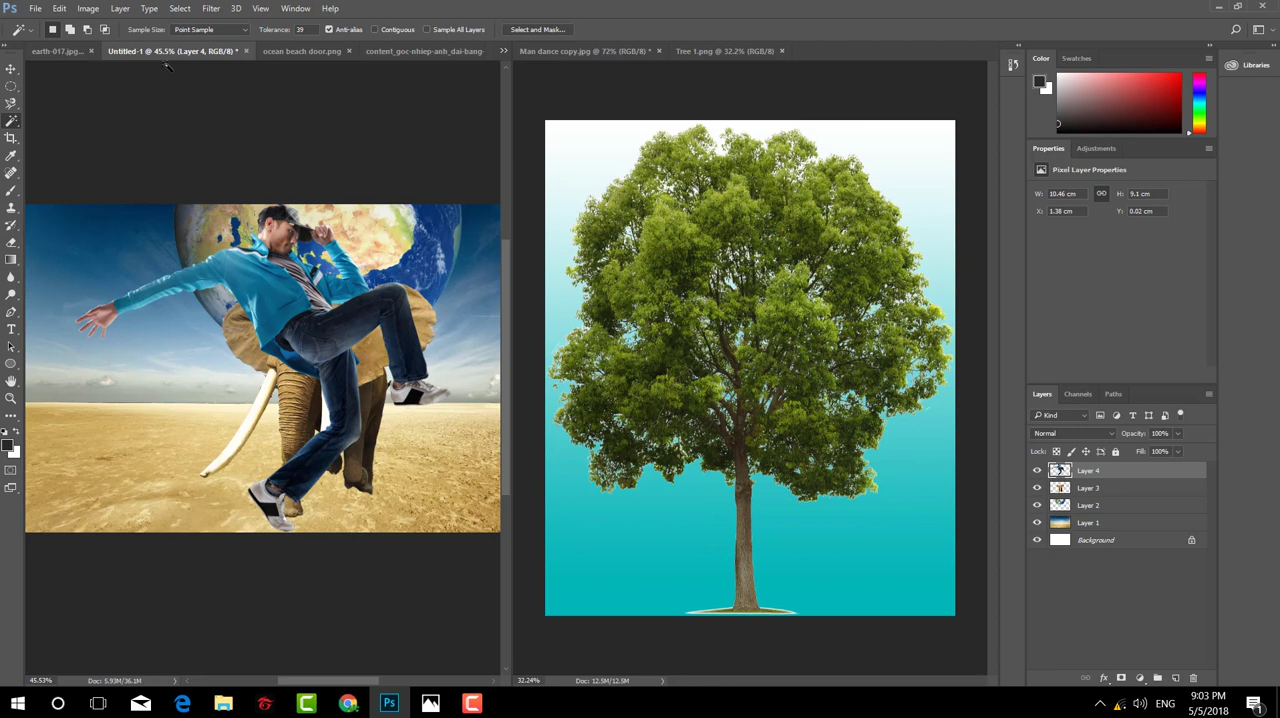 Ps File Edit Image Layer Type Select Filter 3D View Window Help
Sample Size: Point Sample Tolerance: 39 Anti-alias Contiguous Sample All Layers Select and Mask...
earth-017.jpg... × Untitled-1 @ 45.5% (Layer 4, RGB/8) * × ocean beach door.png × content_goc-nhiep-anh_dai-bang- >> Man dance copy.jpg @ 72% (RGB/8) * × Tree 1.png @ 32.2% (RGB/8) ×
Color Swatches
Libraries
Properties Adjustments
Pixel Layer Properties
W: 10.46 cm H: 9.1 cm
X: 1.38 cm Y: 0.02 cm
Layers Channels Paths
Kind
Normal Opacity: 100%
Lock: Fill: 100%
Layer 4
Layer 3
Layer 2
Layer 1
Background
fx
45.53% Doc: 5.93M/36.1M
32.24% Doc: 12.5M/12.5M
Ps
ENG
9:03 PM
5/5/2018